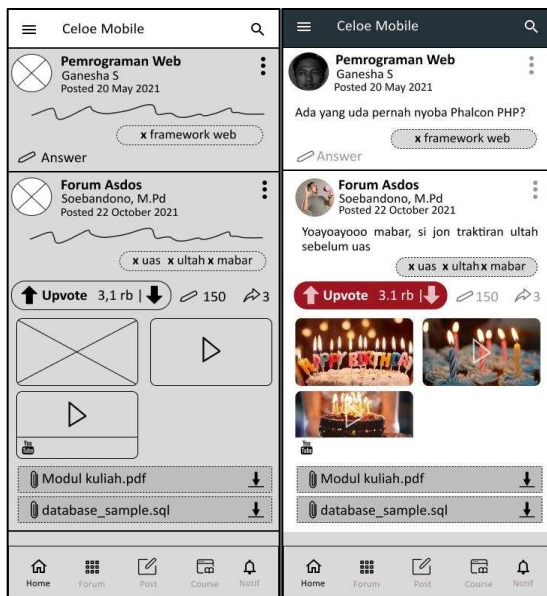 Celoe Mobile
Pemrograman Web
Ganesha S
Posted 20 May 2021
x framework web
Answer
Forum Asdos
Soebandono, M.Pd
Posted 22 October 2021
x uas x ultah x mabar
Upvote 3,1 rb | 150 3
You Tube
Modul kuliah.pdf
database_sample.sql
Home Forum Post Course Notif
Celoe Mobile
Pemrograman Web
Ganesha S
Posted 20 May 2021
Ada yang uda pernah nyoba Phalcon PHP?
x framework web
Answer
Forum Asdos
Soebandono, M.Pd
Posted 22 October 2021
Yoayoayooo mabar, si jon traktiran ultah
sebelum uas
x uas x ultah x mabar
Upvote 3.1 rb | 150 3
HAPPY BIRTHDAY
You Tube
Modul kuliah.pdf
database_sample.sql
Home Forum Post Course Notif